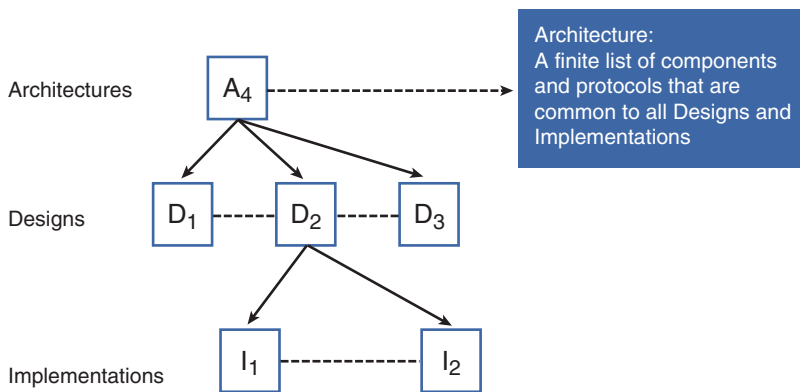 Architectures
A4
Architecture:
A finite list of components
and protocols that are
common to all Designs and
Implementations
Designs
D1
D2
D3
Implementations
I1
I2